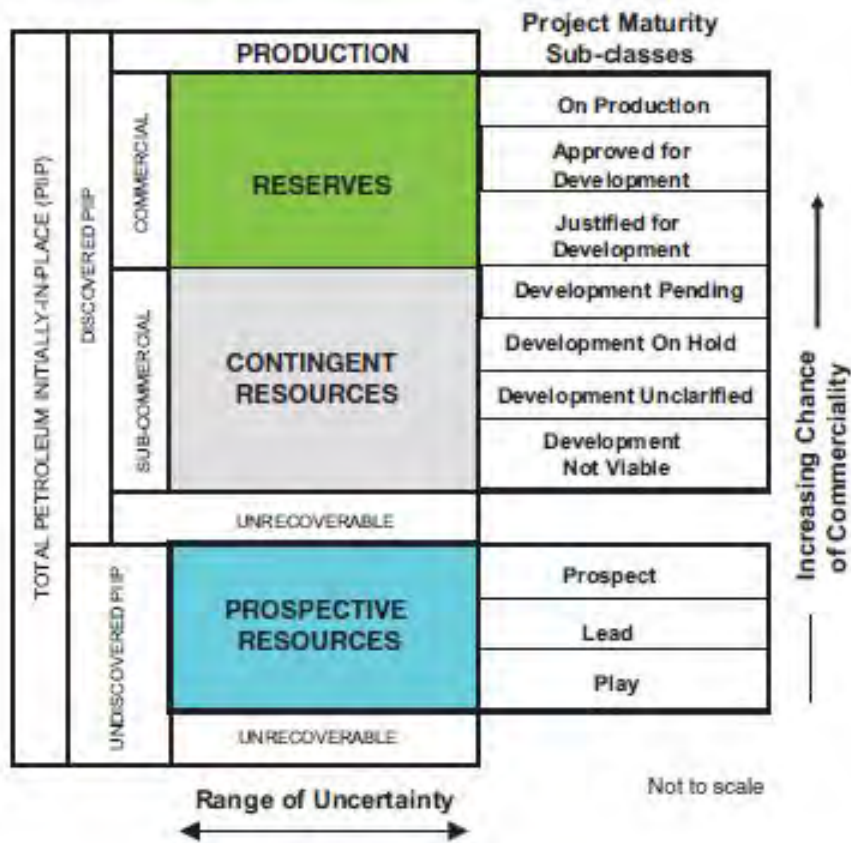 Project Maturity
Sub-classes
PRODUCTION
On Production
Approved for
Development
Justified for
Development
RESERVES
COMMERCIAL
Development Pending
Development On Hold
Development Unclarified
Development
Not Viable
CONTINGENT
RESOURCES
SUB-COMMERCIAL
UNRECOVERABLE
DISCOVERED PIIP
PROSPECTIVE
RESOURCES
Prospect
Lead
Play
UNRECOVERABLE
UNDISCOVERED PIIP
TOTAL PETROLEUM INITIALLY-IN-PLACE (PIIP)
Increasing Chance
of Commerciality
Range of Uncertainty
Not to scale